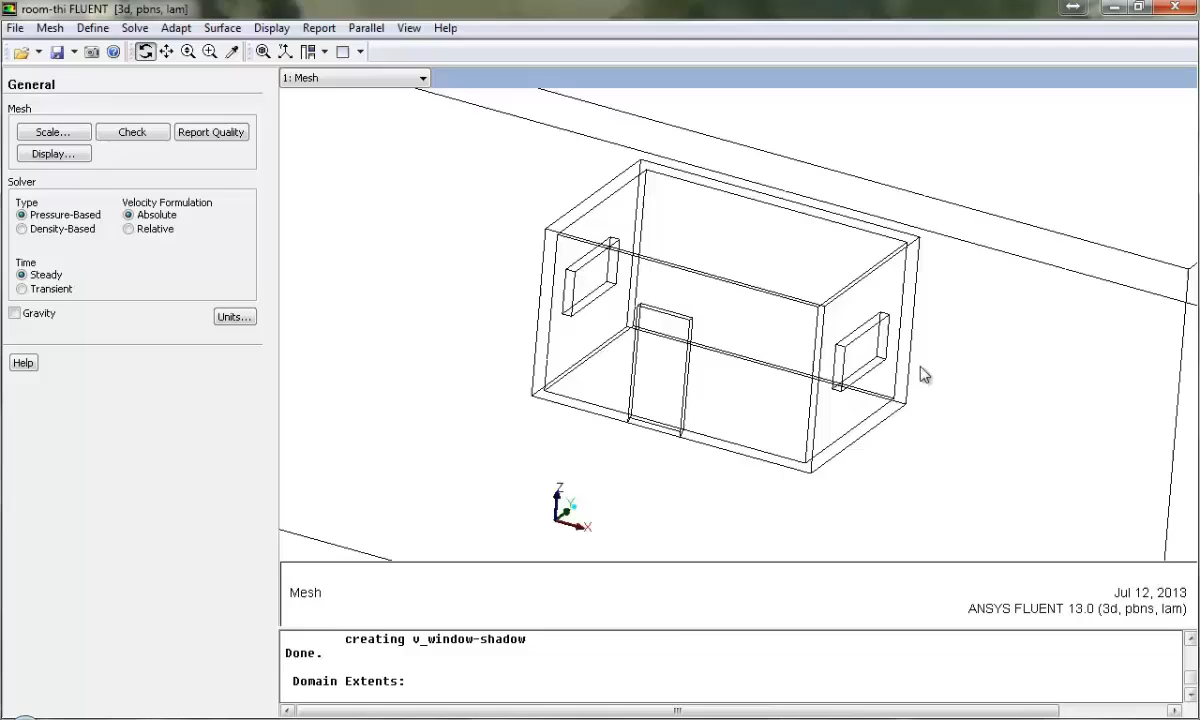 room-thi FLUENT [3d, pbns, lam]
File Mesh Define Solve Adapt Surface Display Report Parallel View Help
1: Mesh
General
Mesh
Scale... Check Report Quality
Display...
Solver
Type Velocity Formulation
Pressure-Based Absolute
Density-Based Relative
Time
Steady
Transient
Gravity Units...
Help
Z
Y
X
Mesh Jul 12, 2013
ANSYS FLUENT 13.0 (3d, pbns, lam)
creating v_window-shadow
Done.
Domain Extents: